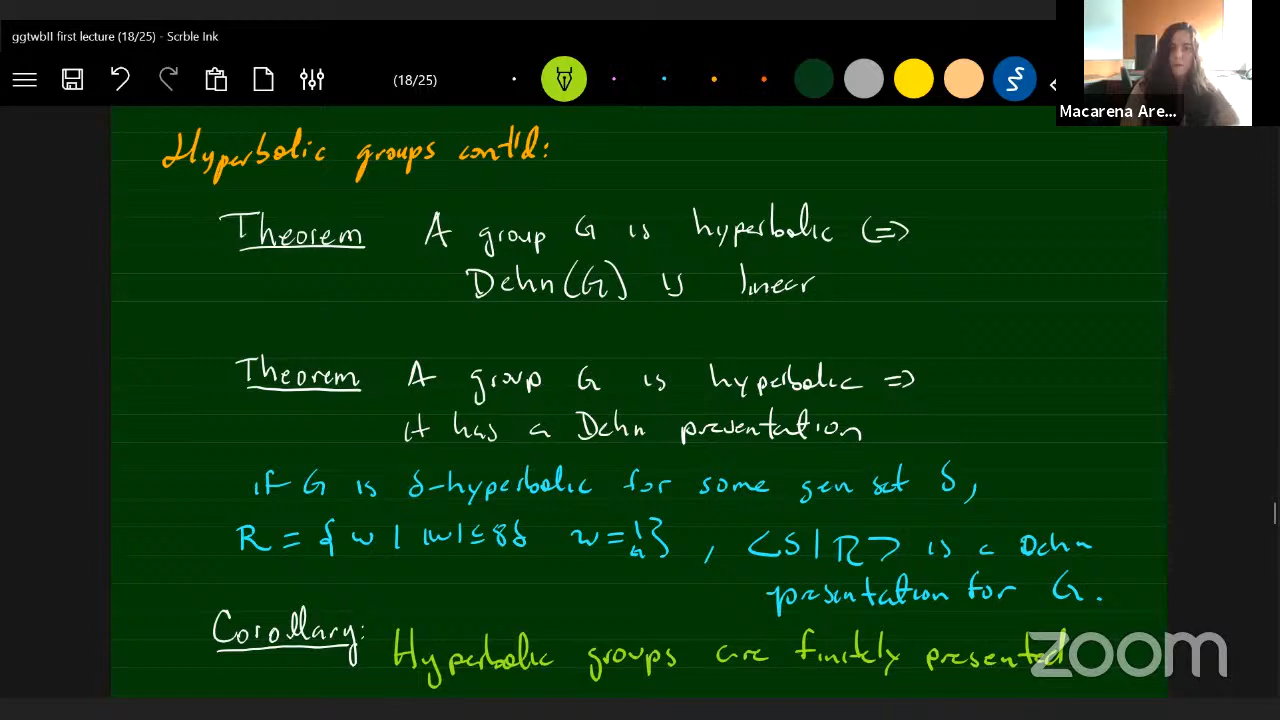 ggtwbII first lecture (18/25) - Scrble Ink
(18/25)
Macarena Are...
Hyperbolic groups cont'd:
Theorem A group G is hyperbolic <=>
Dehn(G) is linear
Theorem A group G is hyperbolic =>
it has a Dehn presentation
if G is δ-hyperbolic for some gen set S,
R = { w | |w| ≤ 8δ w =_G 1 } , <S | R> is a Dehn
presentation for G.
Corollary: Hyperbolic groups are finitely presented
zoom